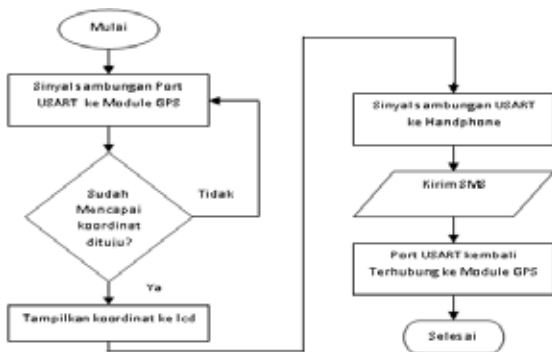 Mulai
Sinyal sambungan Port
USART ke Module GPS
Sudah
Mencapai
koordinat
dituju?
Tidak
Ya
Tampilkan koordinat ke lcd
Sinyal sambungan USART
ke Handphone
Kirim SMS
Port USART kembali
Terhubung ke Module GPS
Selesai